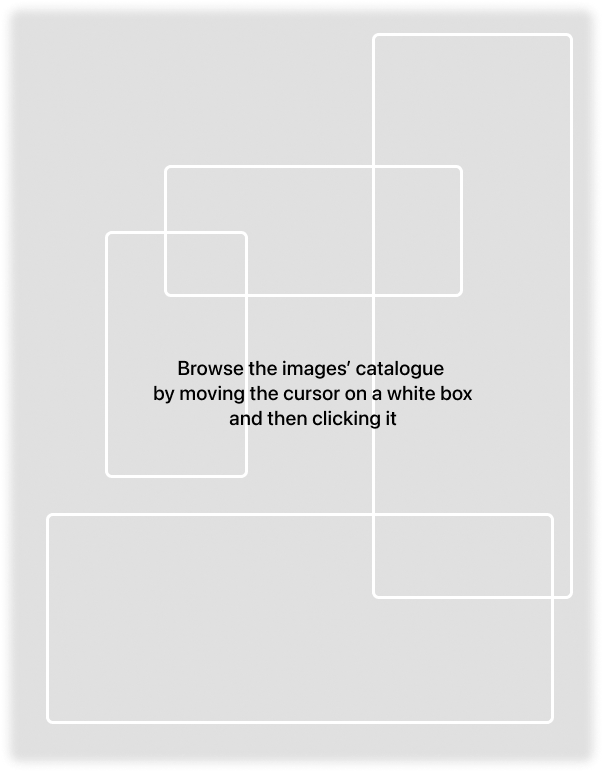 Browse the images’ catalogue
by moving the cursor on a white box
and then clicking it